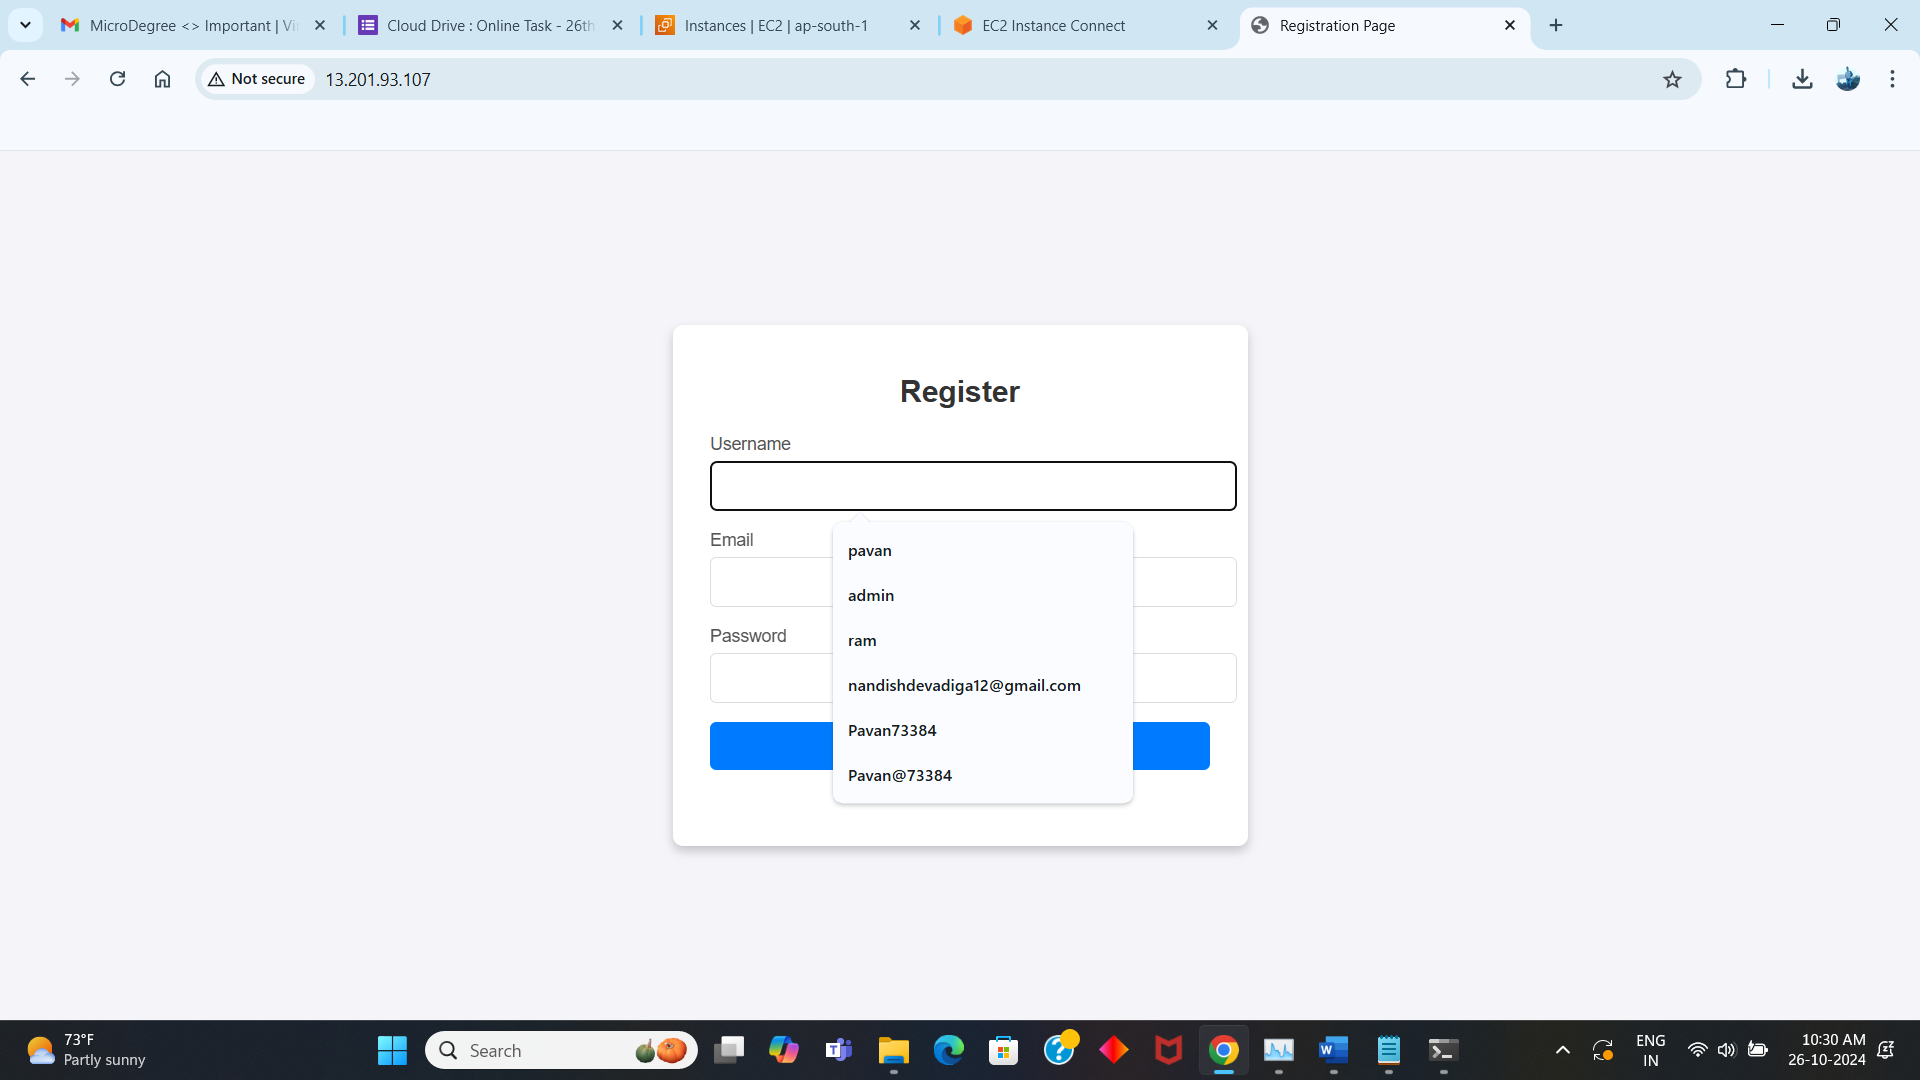 MicroDegree <> Important | Vi
Cloud Drive : Online Task - 26th
Instances | EC2 | ap-south-1
EC2 Instance Connect
Registration Page
Not secure
13.201.93.107
Register
Username
pavan
admin
ram
nandishdevadiga12@gmail.com
Pavan73384
Pavan@73384
Email
Password
73°F
Partly sunny
Search
ENG
IN
10:30 AM
26-10-2024